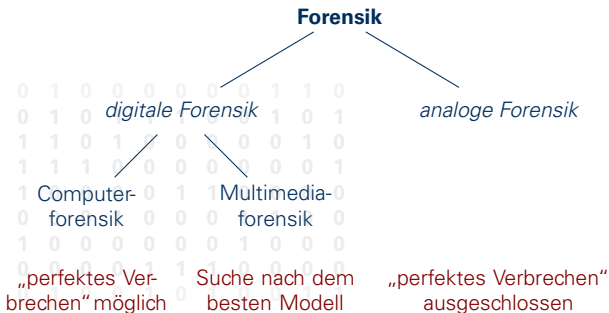 Forensik
digitale Forensik
analoge Forensik
Computer-
forensik
Multimedia-
forensik
„perfektes Ver-
brechen" möglich
Suche nach dem
besten Modell
„perfektes Verbrechen"
ausgeschlossen